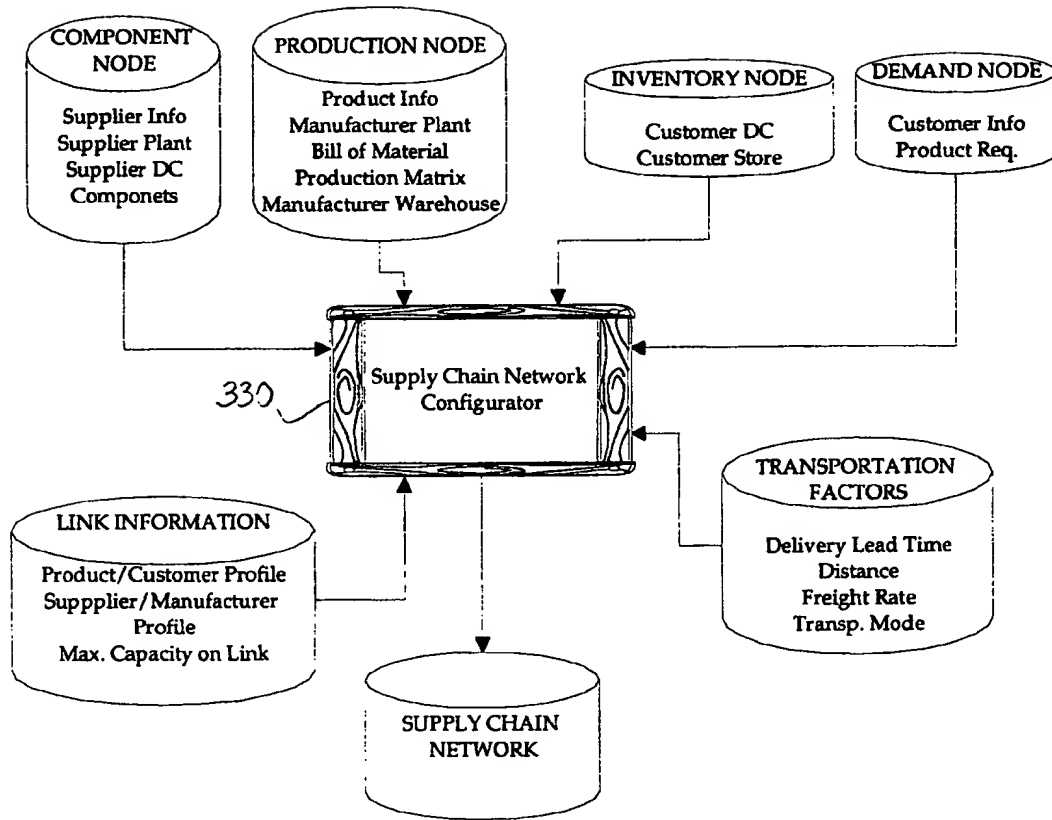 COMPONENT
NODE
Supplier Info
Supplier Plant
Supplier DC
Componets
PRODUCTION NODE
Product Info
Manufacturer Plant
Bill of Material
Production Matrix
Manufacturer Warehouse
INVENTORY NODE
Customer DC
Customer Store
DEMAND NODE
Customer Info
Product Req.
330
Supply Chain Network
Configurator
LINK INFORMATION
Product/Customer Profile
Suppplier/Manufacturer
Profile
Max. Capacity on Link
TRANSPORTATION
FACTORS
Delivery Lead Time
Distance
Freight Rate
Transp. Mode
SUPPLY CHAIN
NETWORK